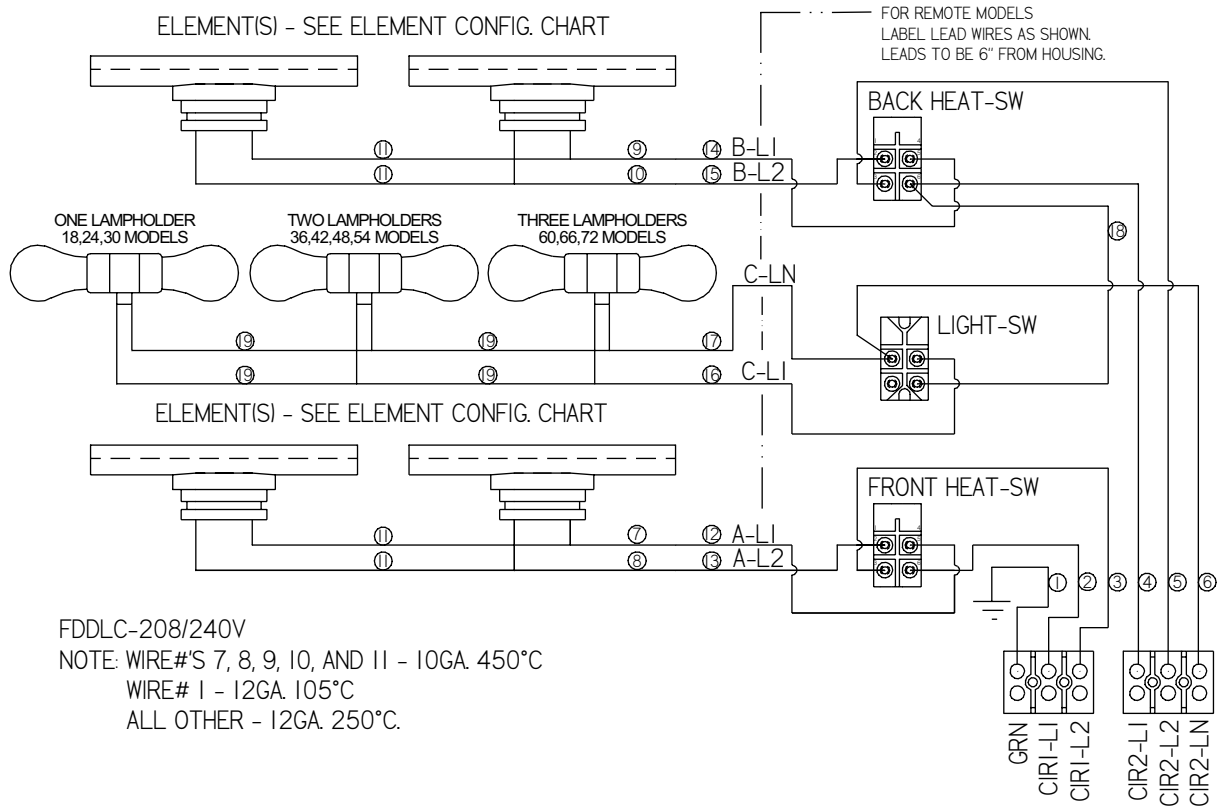 ELEMENT(S) - SEE ELEMENT CONFIG. CHART
FOR REMOTE MODELS
LABEL LEAD WIRES AS SHOWN.
LEADS TO BE 6" FROM HOUSING.
BACK HEAT-SW
11 9 14 B-L1
11 10 15 B-L2
ONE LAMPHOLDER
18,24,30 MODELS
TWO LAMPHOLDERS
36,42,48,54 MODELS
THREE LAMPHOLDERS
60,66,72 MODELS
18
C-LN
LIGHT-SW
19 19 17
19 19 16 C-L1
ELEMENT(S) - SEE ELEMENT CONFIG. CHART
FRONT HEAT-SW
11 7 12 A-L1
11 8 13 A-L2
1 2 3 4 5 6
FDDLC-208/240V
NOTE: WIRE#'S 7, 8, 9, 10, AND 11 - 10GA. 450°C
WIRE# 1 - 12GA. 105°C
ALL OTHER - 12GA. 250°C.
GRN
CIR1-L1
CIR1-L2
CIR2-L1
CIR2-L2
CIR2-LN